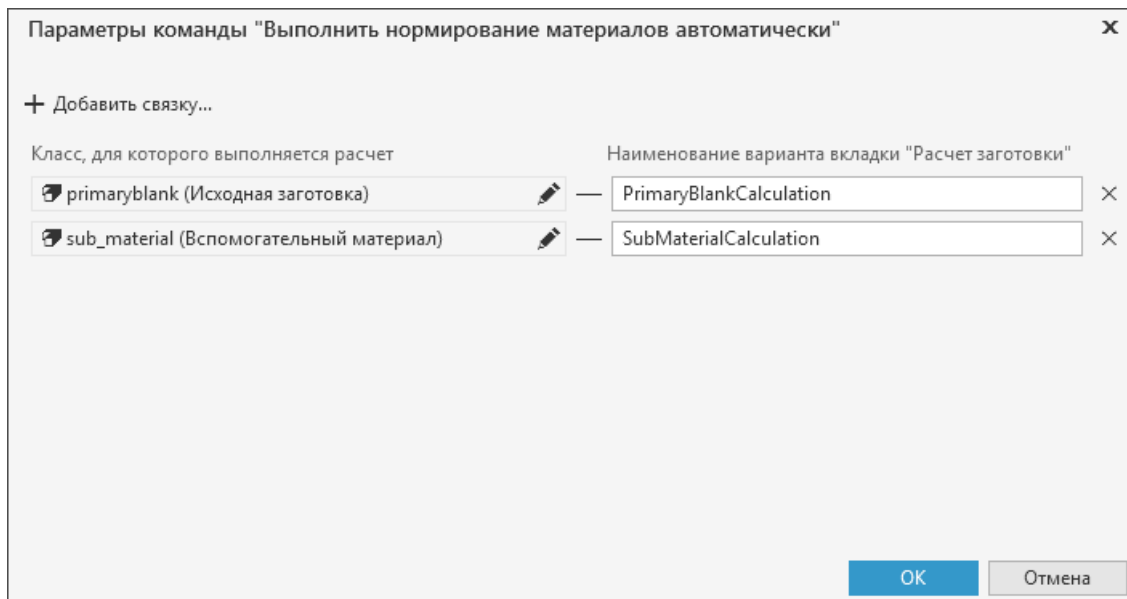 Параметры команды "Выполнить нормирование материалов автоматически"
Добавить связку...
Класс, для которого выполняется расчет Наименование варианта вкладки "Расчет заготовки"
primaryblank (Исходная заготовка) — PrimaryBlankCalculation
sub_material (Вспомогательный материал) — SubMaterialCalculation
ОК Отмена